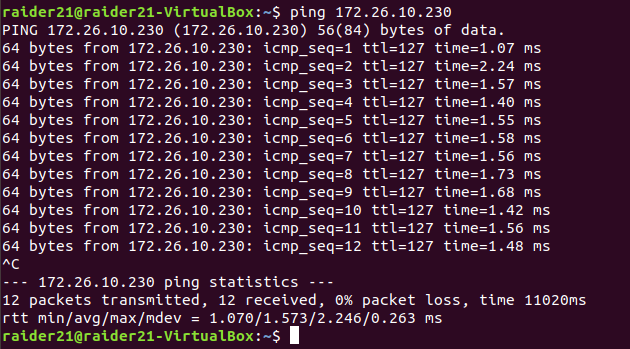 raider21@raider21-VirtualBox:~$ ping 172.26.10.230
PING 172.26.10.230 (172.26.10.230) 56(84) bytes of data.
64 bytes from 172.26.10.230: icmp_seq=1 ttl=127 time=1.07 ms
64 bytes from 172.26.10.230: icmp_seq=2 ttl=127 time=2.24 ms
64 bytes from 172.26.10.230: icmp_seq=3 ttl=127 time=1.57 ms
64 bytes from 172.26.10.230: icmp_seq=4 ttl=127 time=1.40 ms
64 bytes from 172.26.10.230: icmp_seq=5 ttl=127 time=1.55 ms
64 bytes from 172.26.10.230: icmp_seq=6 ttl=127 time=1.58 ms
64 bytes from 172.26.10.230: icmp_seq=7 ttl=127 time=1.56 ms
64 bytes from 172.26.10.230: icmp_seq=8 ttl=127 time=1.73 ms
64 bytes from 172.26.10.230: icmp_seq=9 ttl=127 time=1.68 ms
64 bytes from 172.26.10.230: icmp_seq=10 ttl=127 time=1.42 ms
64 bytes from 172.26.10.230: icmp_seq=11 ttl=127 time=1.56 ms
64 bytes from 172.26.10.230: icmp_seq=12 ttl=127 time=1.48 ms
^C
--- 172.26.10.230 ping statistics ---
12 packets transmitted, 12 received, 0% packet loss, time 11020ms
rtt min/avg/max/mdev = 1.070/1.573/2.246/0.263 ms
raider21@raider21-VirtualBox:~$